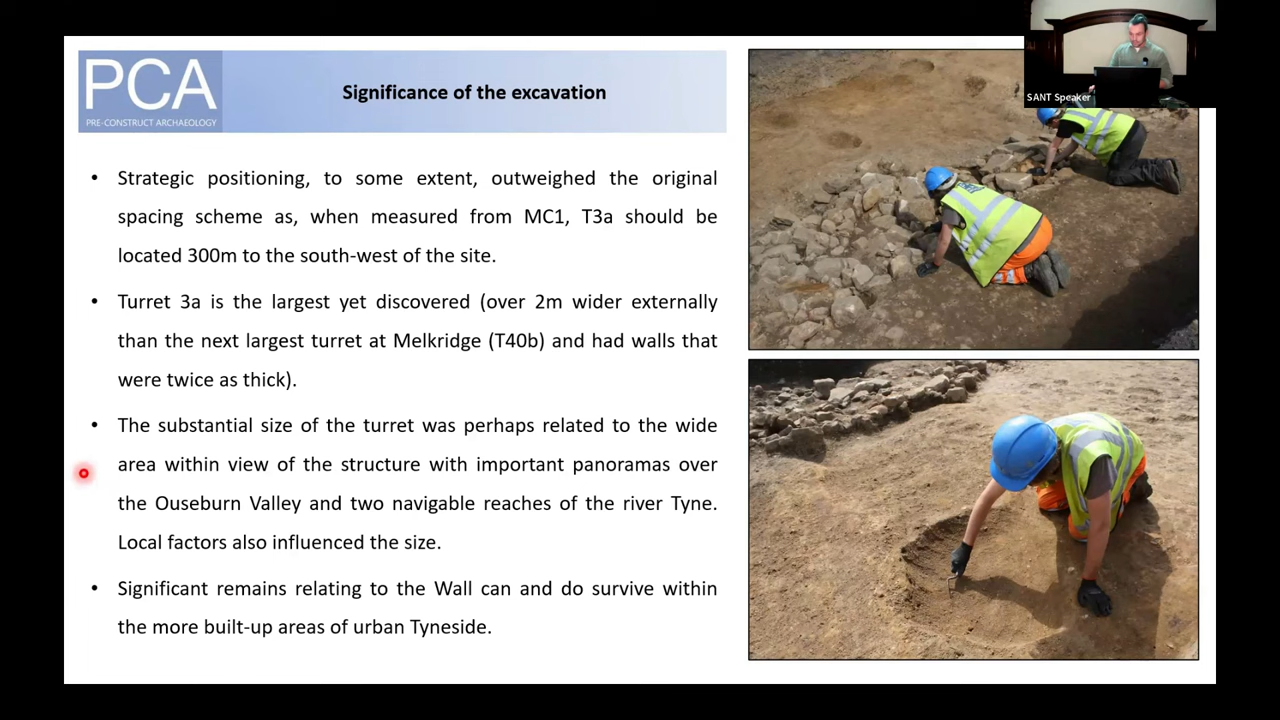 PCA
PRE-CONSTRUCT ARCHAEOLOGY
Significance of the excavation
SANT Speaker
• Strategic positioning, to some extent, outweighed the original
spacing scheme as, when measured from MC1, T3a should be
located 300m to the south-west of the site.
• Turret 3a is the largest yet discovered (over 2m wider externally
than the next largest turret at Melkridge (T40b) and had walls that
were twice as thick).
• The substantial size of the turret was perhaps related to the wide
area within view of the structure with important panoramas over
the Ouseburn Valley and two navigable reaches of the river Tyne.
Local factors also influenced the size.
• Significant remains relating to the Wall can and do survive within
the more built-up areas of urban Tyneside.